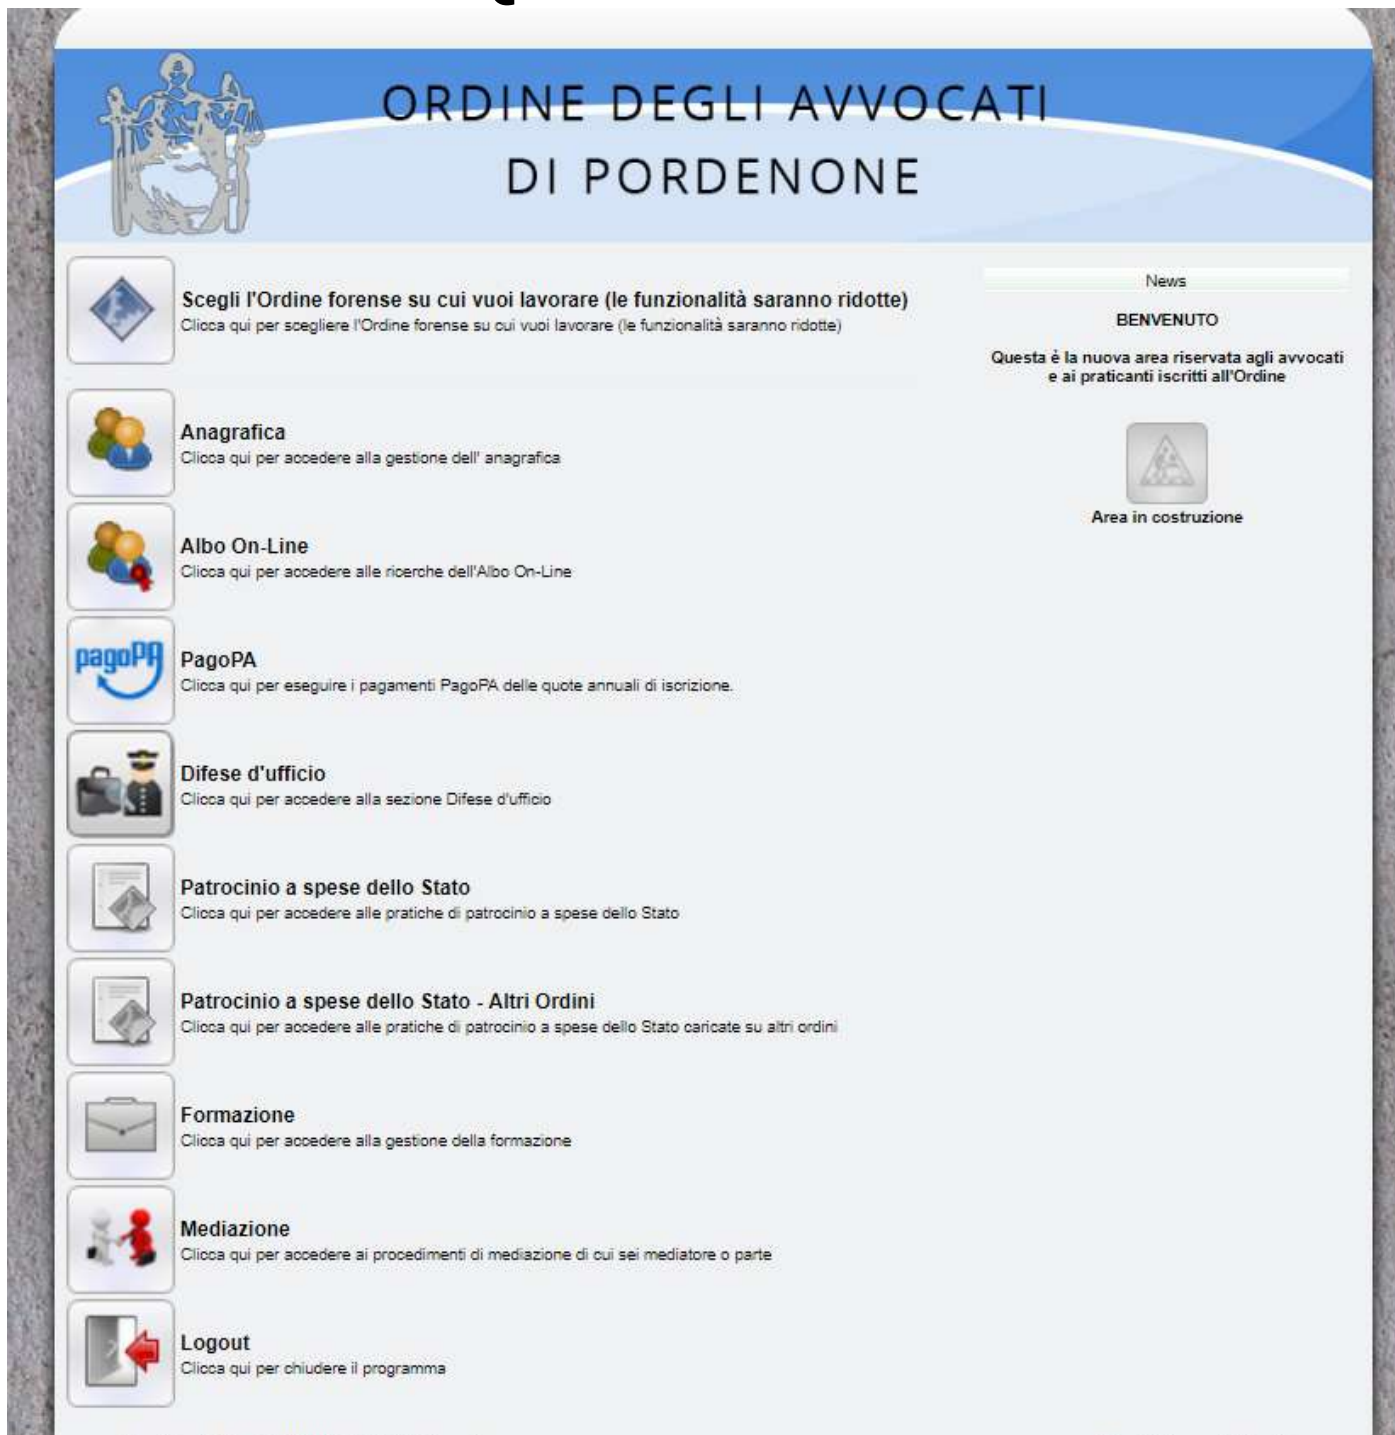 ORDINE DEGLI AVVOCATI
DI PORDENONE
Scegli l'Ordine forense su cui vuoi lavorare (le funzionalità saranno ridotte)
Clicca qui per scegliere l'Ordine forense su cui vuoi lavorare (le funzionalità saranno ridotte)
Anagrafica
Clicca qui per accedere alla gestione dell' anagrafica
Albo On-Line
Clicca qui per accedere alle ricerche dell'Albo On-Line
pagoPA
PagoPA
Clicca qui per eseguire i pagamenti PagoPA delle quote annuali di iscrizione.
Difese d'ufficio
Clicca qui per accedere alla sezione Difese d'ufficio
Patrocinio a spese dello Stato
Clicca qui per accedere alle pratiche di patrocinio a spese dello Stato
Patrocinio a spese dello Stato - Altri Ordini
Clicca qui per accedere alle pratiche di patrocinio a spese dello Stato caricate su altri ordini
Formazione
Clicca qui per accedere alla gestione della formazione
Mediazione
Clicca qui per accedere ai procedimenti di mediazione di cui sei mediatore o parte
Logout
Clicca qui per chiudere il programma
News
BENVENUTO
Questa è la nuova area riservata agli avvocati
e ai praticanti iscritti all'Ordine
Area in costruzione